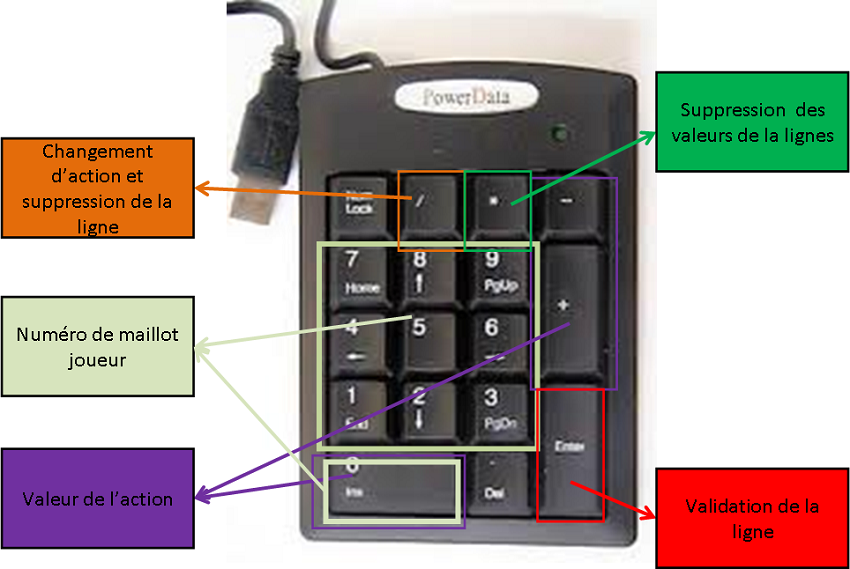 PowerData
Suppression des
valeurs de la lignes
Changement
d'action et
suppression de la
ligne
Num
Lock
/
*
-
7
Home
8
9
PgUp
+
Numéro de maillot
joueur
4
5
6
1
End
2
3
PgDn
Enter
Valeur de l'action
0
Ins
.
Del
Validation de la
ligne